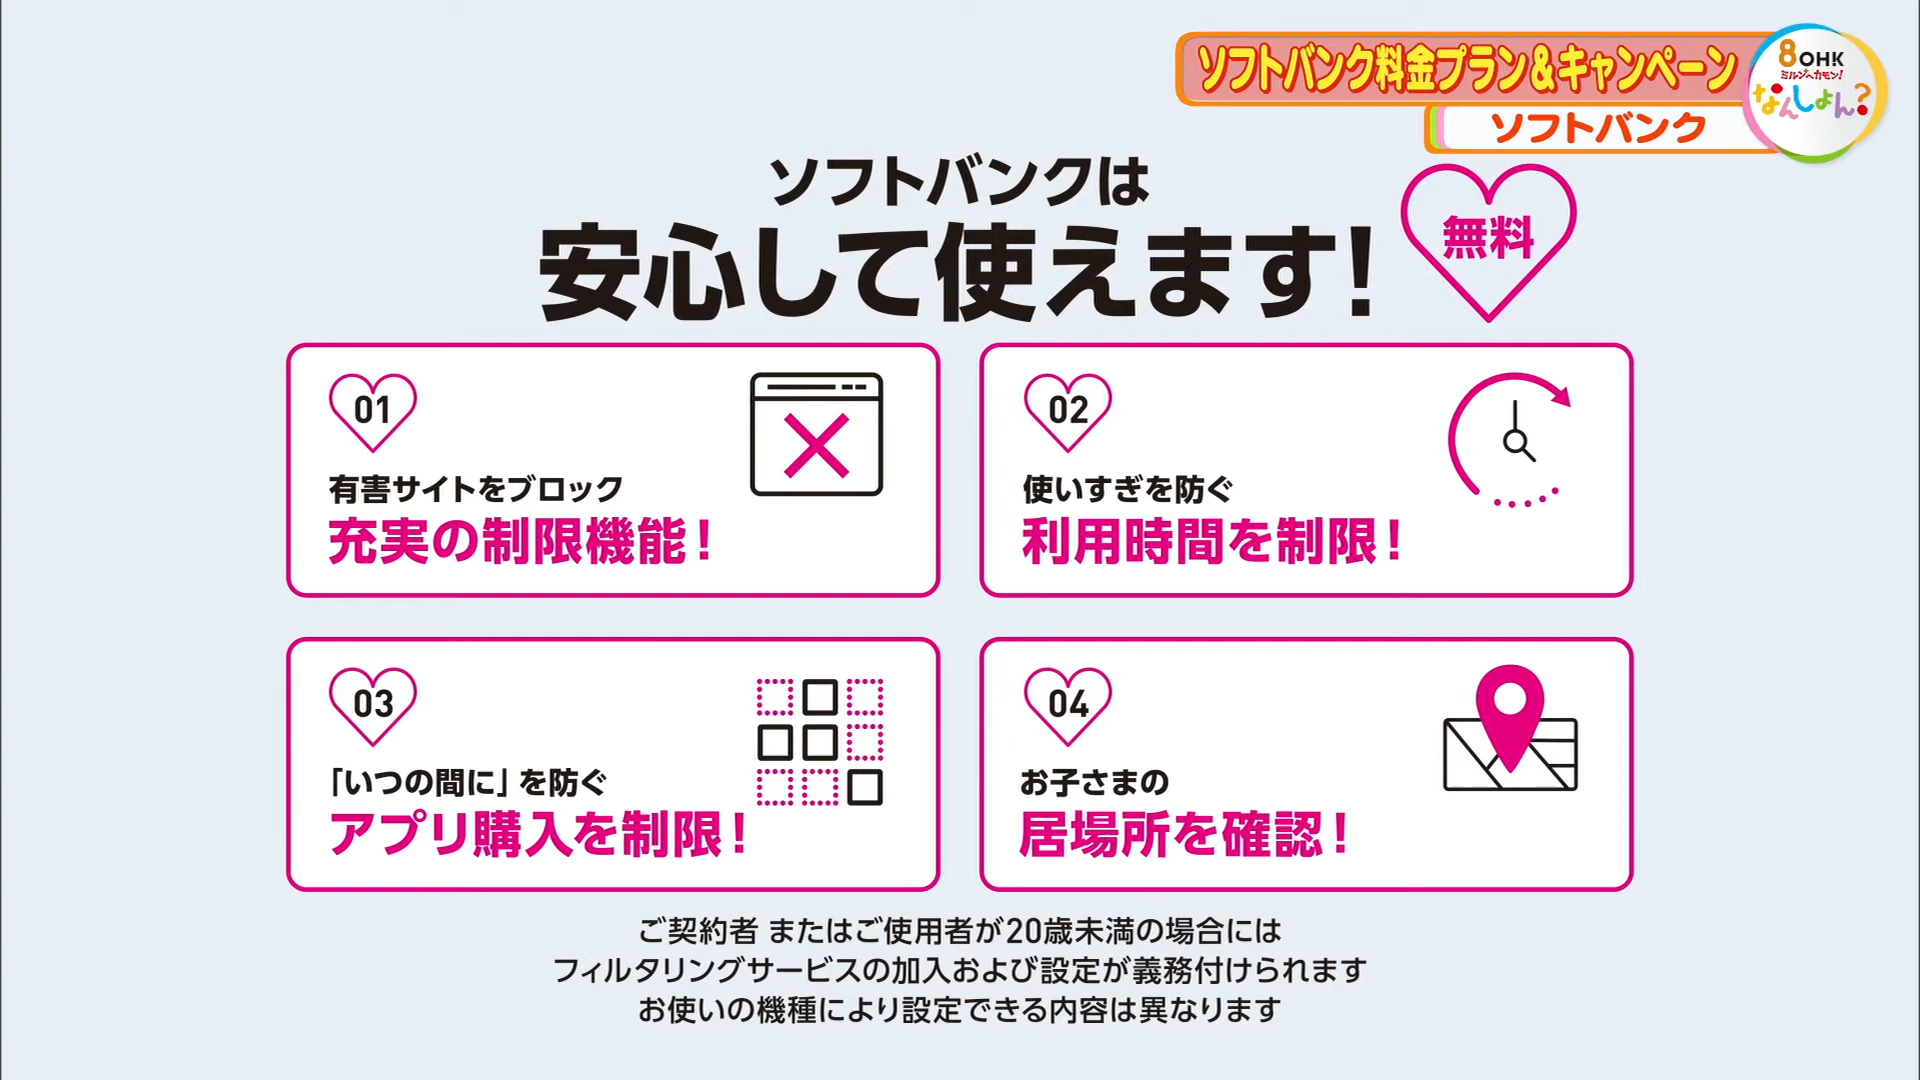 ソフトバンク料金プラン&キャンペーン
ソフトバンク
8OHK
ミルンヘカモン!
なんしょん?
ソフトバンクは
安心して使えます!
無料
01
有害サイトをブロック
充実の制限機能!
02
使いすぎを防ぐ
利用時間を制限!
03
「いつの間に」を防ぐ
アプリ購入を制限!
04
お子さまの
居場所を確認!
ご契約者 またはご使用者が20歳未満の場合には
フィルタリングサービスの加入および設定が義務付けられます
お使いの機種により設定できる内容は異なります